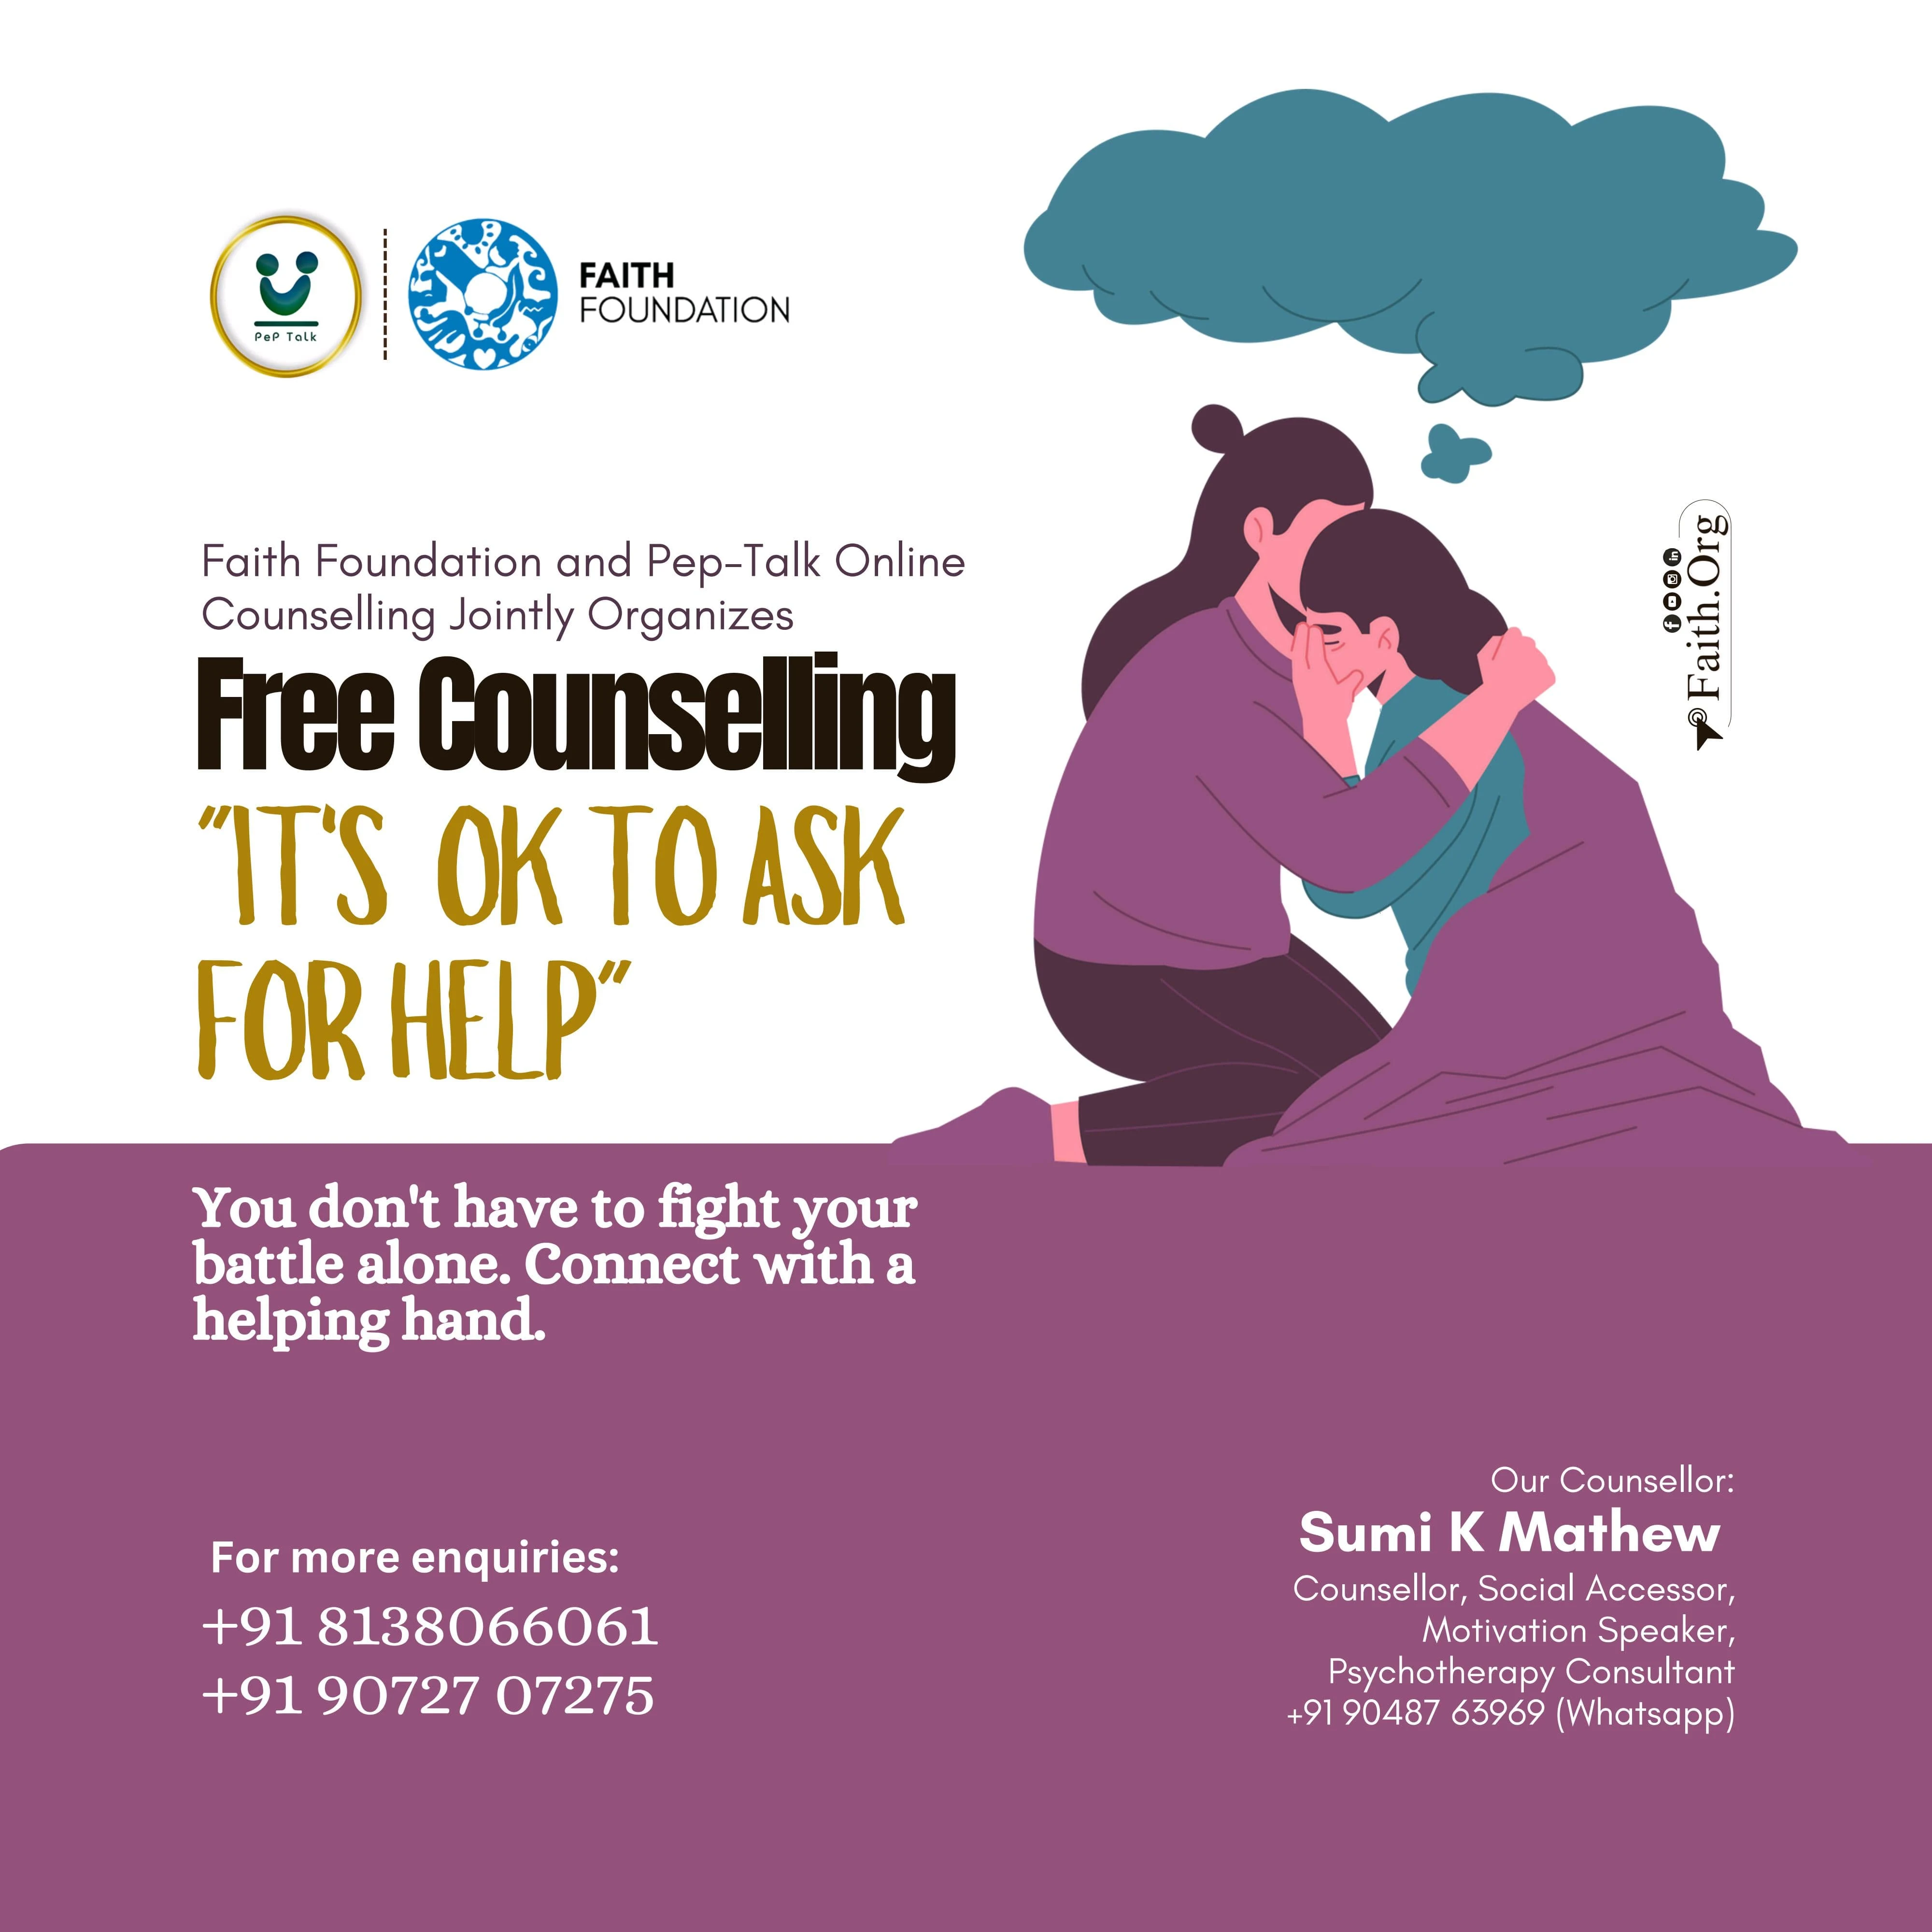 PeP Talk
FAITH
FOUNDATION
Faith Foundation and Pep-Talk Online
Counselling Jointly Organizes
Free Counselling
"IT'S OK TO ASK
FOR HELP"
Faith.Org
You don't have to fight your
battle alone. Connect with a
helping hand.
For more enquiries:
+91 8138066061
+91 90727 07275
Our Counsellor:
Sumi K Mathew
Counsellor, Social Accessor,
Motivation Speaker,
Psychotherapy Consultant
+91 90487 63969 (Whatsapp)